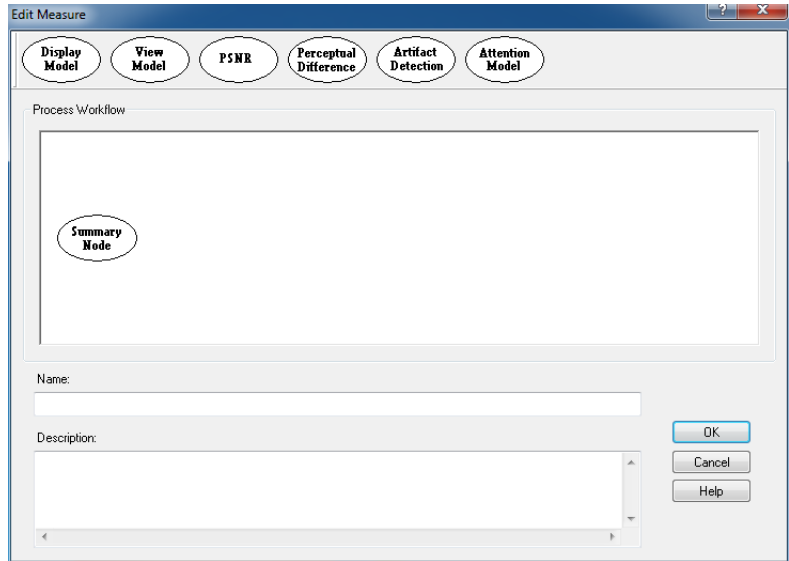 Edit Measure
?
X
Display
Model
View
Model
PSNR
Perceptual
Difference
Artifact
Detection
Attention
Model
Process Workflow
Summary
Node
Name:
Description:
OK
Cancel
Help